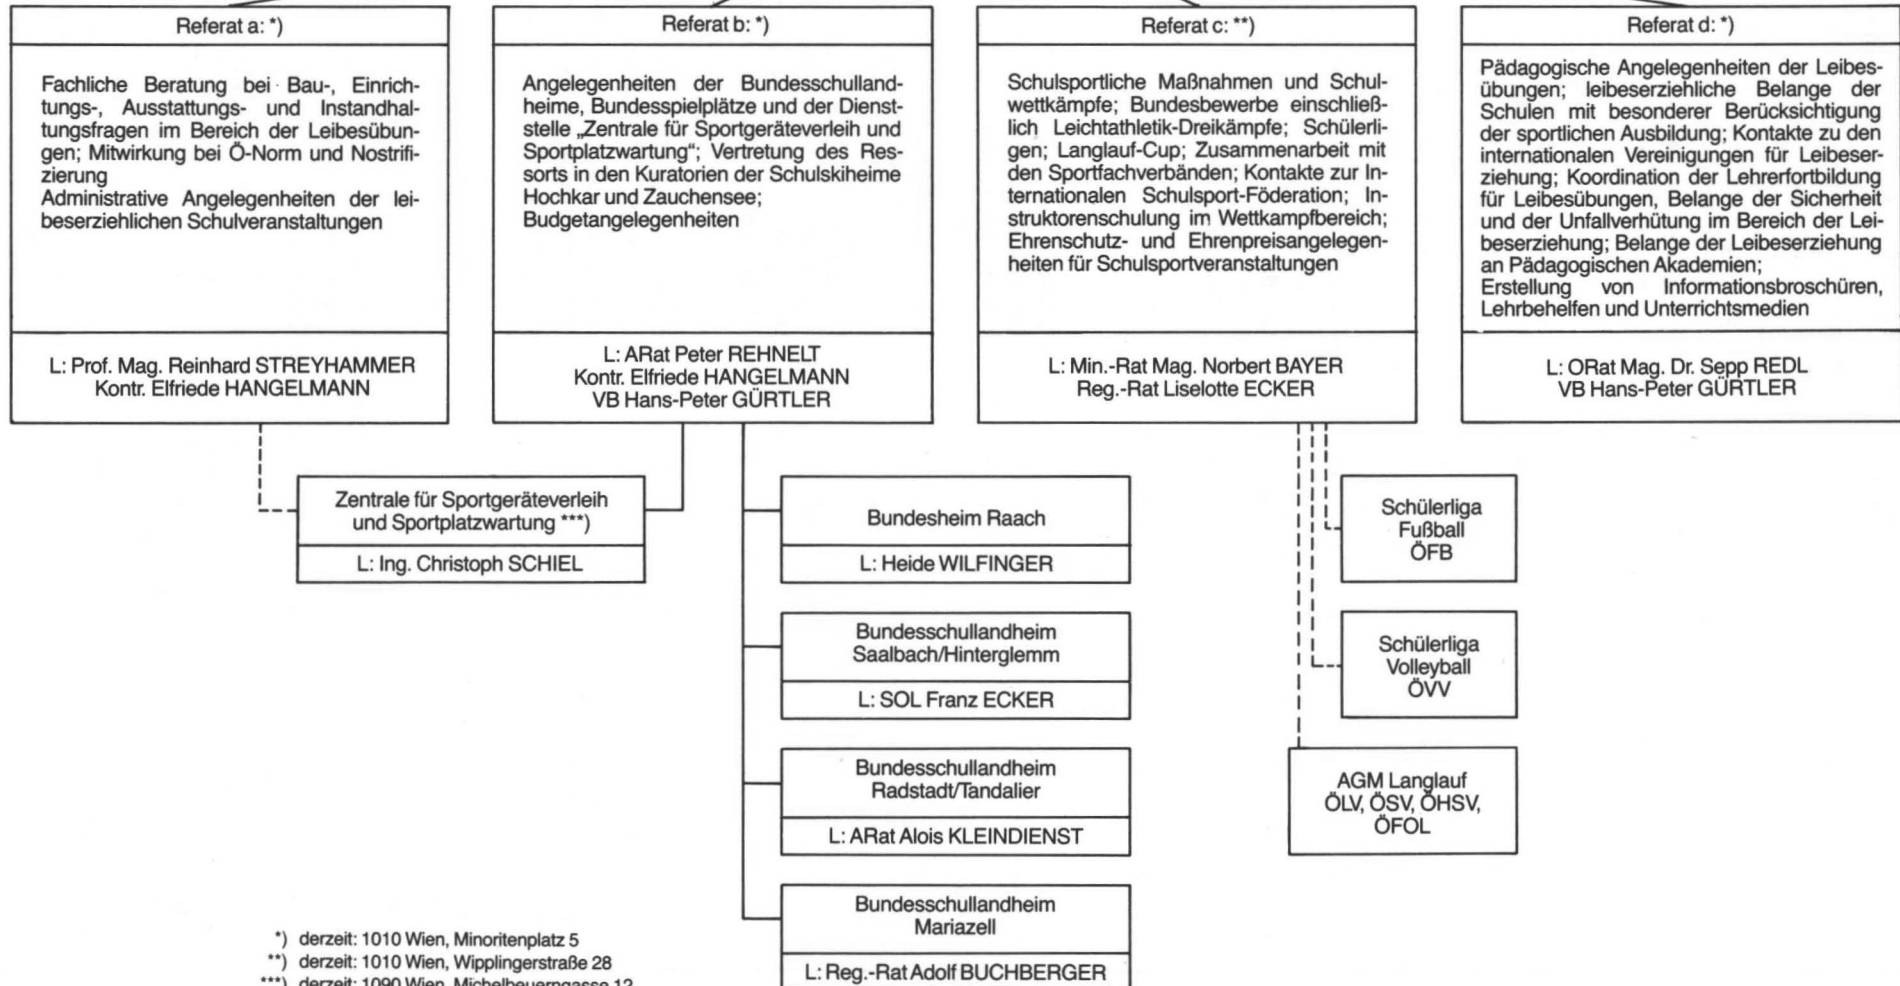 Referat a: *)
Fachliche Beratung bei Bau-, Einrich-
tungs-, Ausstattungs- und Instandhal-
tungsfragen im Bereich der Leibesübun-
gen; Mitwirkung bei Ö-Norm und Nostrifi-
zierung
Administrative Angelegenheiten der lei-
beserziehlichen Schulveranstaltungen
L: Prof. Mag. Reinhard STREYHAMMER
Kontr. Elfriede HANGELMANN
Referat b: *)
Angelegenheiten der Bundesschulland-
heime, Bundesspielplätze und der Dienst-
stelle „Zentrale für Sportgeräteverleih und
Sportplatzwartung“; Vertretung des Res-
sorts in den Kuratorien der Schulskiheime
Hochkar und Zauchensee;
Budgetangelegenheiten
L: ARat Peter REHNELT
Kontr. Elfriede HANGELMANN
VB Hans-Peter GÜRTLER
Referat c: **)
Schulsportliche Maßnahmen und Schul-
wettkämpfe; Bundesbewerbe einschließ-
lich Leichtathletik-Dreikämpfe; Schülerli-
gen; Langlauf-Cup; Zusammenarbeit mit
den Sportfachverbänden; Kontakte zur In-
ternationalen Schulsport-Föderation; In-
struktorenschulung im Wettkampfbereich;
Ehrenschutz- und Ehrenpreisangelegen-
heiten für Schulsportveranstaltungen
L: Min.-Rat Mag. Norbert BAYER
Reg.-Rat Liselotte ECKER
Referat d: *)
Pädagogische Angelegenheiten der Leibes-
übungen; leibeserziehliche Belange der
Schulen mit besonderer Berücksichtigung
der sportlichen Ausbildung; Kontakte zu den
internationalen Vereinigungen für Leibeser-
ziehung; Koordination der Lehrerfortbildung
für Leibesübungen, Belange der Sicherheit
und der Unfallverhütung im Bereich der Lei-
beserziehung; Belange der Leibeserziehung
an Pädagogischen Akademien;
Erstellung von Informationsbroschüren,
Lehrbehelfen und Unterrichtsmedien
L: ORat Mag. Dr. Sepp REDL
VB Hans-Peter GÜRTLER
Zentrale für Sportgeräteverleih
und Sportplatzwartung ***)
L: Ing. Christoph SCHIEL
Bundesheim Raach
L: Heide WILFINGER
Bundesschullandheim
Saalbach/Hinterglemm
L: SOL Franz ECKER
Bundesschullandheim
Radstadt/Tandalier
L: ARat Alois KLEINDIENST
Bundesschullandheim
Mariazell
L: Reg.-Rat Adolf BUCHBERGER
Schülerliga
Fußball
ÖFB
Schülerliga
Volleyball
ÖVV
AGM Langlauf
ÖLV, ÖSV, ÖHSV,
ÖFOL
*) derzeit: 1010 Wien, Minoritenplatz 5
**) derzeit: 1010 Wien, Wipplingerstraße 28
***) derzeit: 1090 Wien, Michelbeuerngasse 12